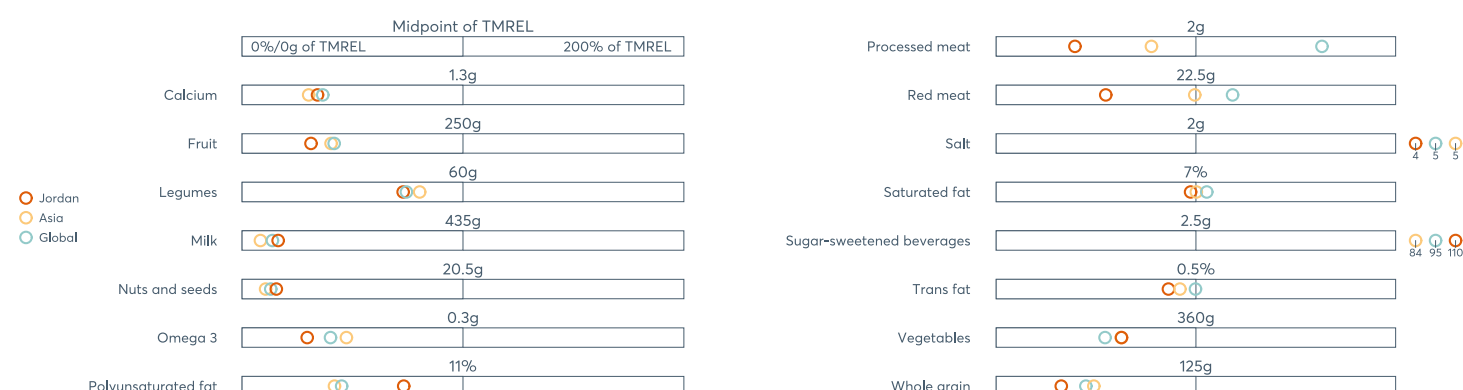 Midpoint of TMREL
0%/0g of TMREL 200% of TMREL
1.3g
Calcium
250g
Fruit
60g
Legumes
435g
Milk
20.5g
Nuts and seeds
0.3g
Omega 3
11%
Polyunsaturated fat
Jordan
Asia
Global
2g
Processed meat
22.5g
Red meat
2g
Salt
4 5 5
7%
Saturated fat
2.5g
Sugar-sweetened beverages
84 95 110
0.5%
Trans fat
360g
Vegetables
125g
Whole grain